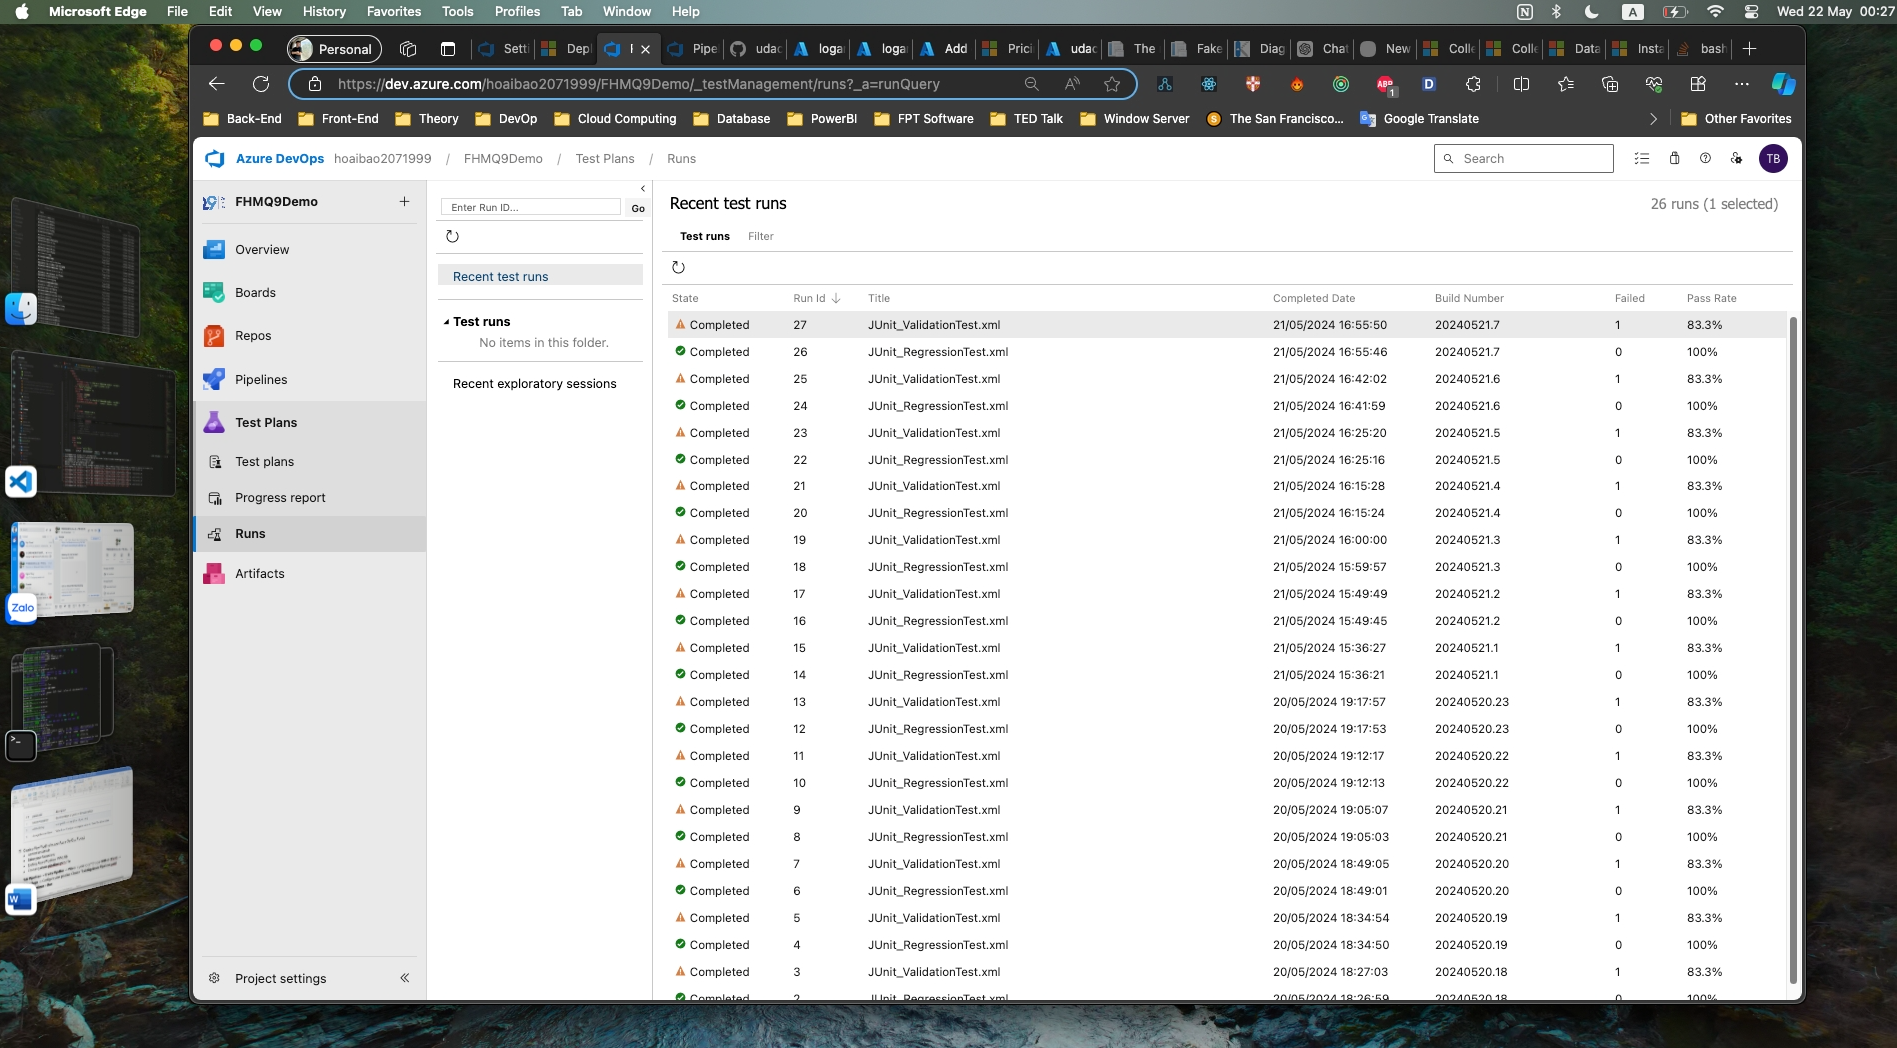 Microsoft Edge File Edit View History Favorites Tools Profiles Tab Window Help A Wed 22 May 00:27
Personal Setti Depl Pipe udac loga logar Add Prici udac The Fake Diag Chat New Colle Colle Data Insta bash
https://dev.azure.com/hoaibao2071999/FHMQ9Demo/_testManagement/runs?_a=runQuery ABP 1 D
Back-End Front-End Theory DevOp Cloud Computing Database PowerBI FPT Software TED Talk Window Server The San Francisco... Google Translate Other Favorites
Azure DevOps hoaibao2071999 / FHMQ9Demo / Test Plans / Runs Search TB
FHMQ9Demo
Overview
Boards
Repos
Pipelines
Test Plans
Test plans
Progress report
Runs
Artifacts
Project settings
Enter Run ID... Go
Recent test runs
Test runs
No items in this folder.
Recent exploratory sessions
Recent test runs 26 runs (1 selected)
Test runs Filter
State Run Id Title Completed Date Build Number Failed Pass Rate
Completed 27 JUnit_ValidationTest.xml 21/05/2024 16:55:50 20240521.7 1 83.3%
Completed 26 JUnit_RegressionTest.xml 21/05/2024 16:55:46 20240521.7 0 100%
Completed 25 JUnit_ValidationTest.xml 21/05/2024 16:42:02 20240521.6 1 83.3%
Completed 24 JUnit_RegressionTest.xml 21/05/2024 16:41:59 20240521.6 0 100%
Completed 23 JUnit_ValidationTest.xml 21/05/2024 16:25:20 20240521.5 1 83.3%
Completed 22 JUnit_RegressionTest.xml 21/05/2024 16:25:16 20240521.5 0 100%
Completed 21 JUnit_ValidationTest.xml 21/05/2024 16:15:28 20240521.4 1 83.3%
Completed 20 JUnit_RegressionTest.xml 21/05/2024 16:15:24 20240521.4 0 100%
Completed 19 JUnit_ValidationTest.xml 21/05/2024 16:00:00 20240521.3 1 83.3%
Completed 18 JUnit_RegressionTest.xml 21/05/2024 15:59:57 20240521.3 0 100%
Completed 17 JUnit_ValidationTest.xml 21/05/2024 15:49:49 20240521.2 1 83.3%
Completed 16 JUnit_RegressionTest.xml 21/05/2024 15:49:45 20240521.2 0 100%
Completed 15 JUnit_ValidationTest.xml 21/05/2024 15:36:27 20240521.1 1 83.3%
Completed 14 JUnit_RegressionTest.xml 21/05/2024 15:36:21 20240521.1 0 100%
Completed 13 JUnit_ValidationTest.xml 20/05/2024 19:17:57 20240520.23 1 83.3%
Completed 12 JUnit_RegressionTest.xml 20/05/2024 19:17:53 20240520.23 0 100%
Completed 11 JUnit_ValidationTest.xml 20/05/2024 19:12:17 20240520.22 1 83.3%
Completed 10 JUnit_RegressionTest.xml 20/05/2024 19:12:13 20240520.22 0 100%
Completed 9 JUnit_ValidationTest.xml 20/05/2024 19:05:07 20240520.21 1 83.3%
Completed 8 JUnit_RegressionTest.xml 20/05/2024 19:05:03 20240520.21 0 100%
Completed 7 JUnit_ValidationTest.xml 20/05/2024 18:49:05 20240520.20 1 83.3%
Completed 6 JUnit_RegressionTest.xml 20/05/2024 18:49:01 20240520.20 0 100%
Completed 5 JUnit_ValidationTest.xml 20/05/2024 18:34:54 20240520.19 1 83.3%
Completed 4 JUnit_RegressionTest.xml 20/05/2024 18:34:50 20240520.19 0 100%
Completed 3 JUnit_ValidationTest.xml 20/05/2024 18:27:03 20240520.18 1 83.3%
Completed 2 JUnit_RegressionTest.xml 20/05/2024 18:26:59 20240520.18 0 100%
Zalo